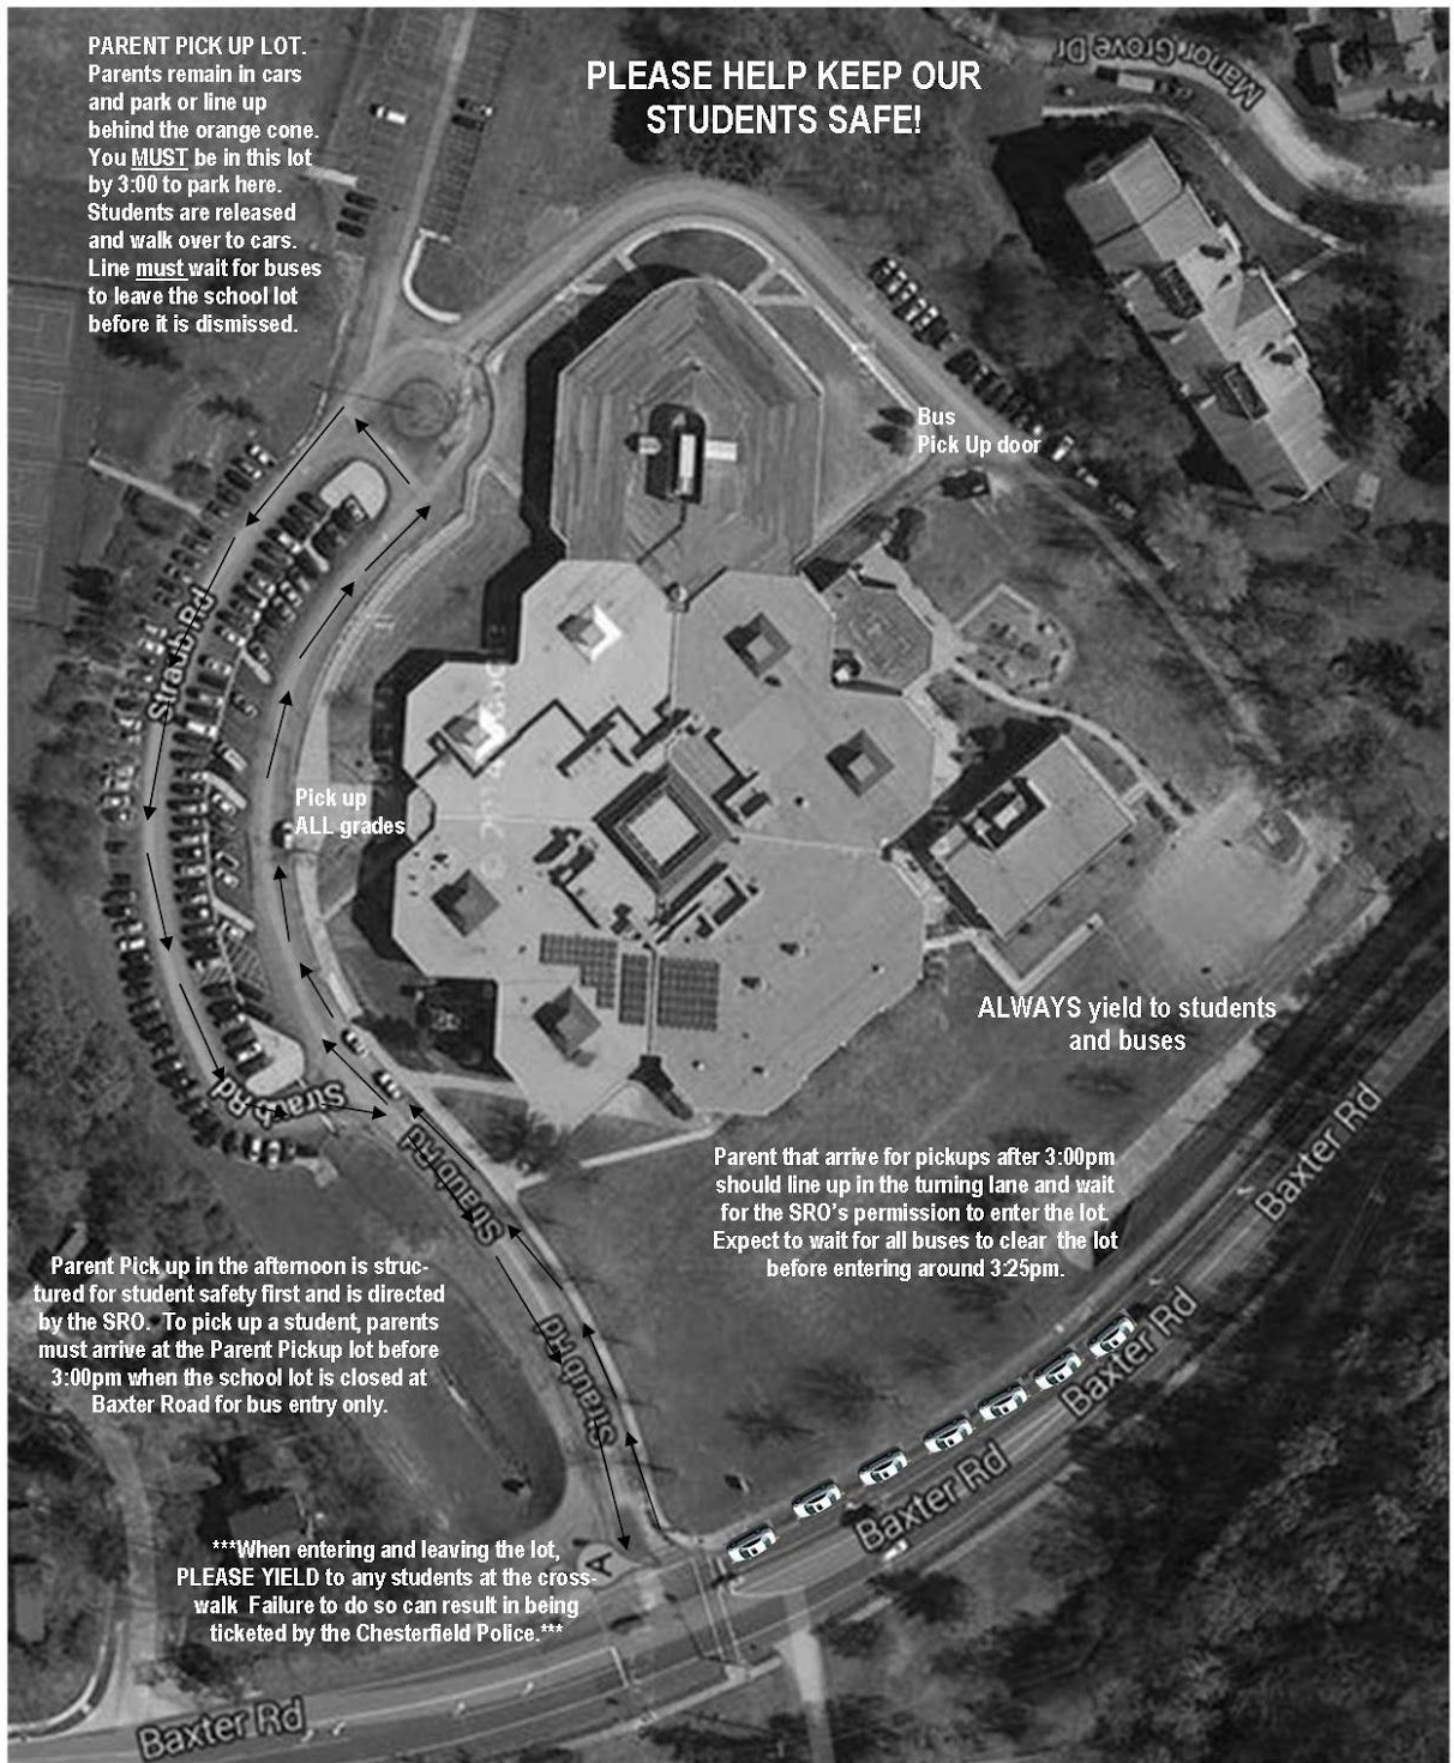 PARENT PICK UP LOT.
Parents remain in cars
and park or line up
behind the orange cone.
You MUST be in this lot
by 3:00 to park here.
Students are released
and walk over to cars.
Line must wait for buses
to leave the school lot
before it is dismissed.
PLEASE HELP KEEP OUR
STUDENTS SAFE!
Manor Grove Dr
Bus
Pick Up door
Straub Rd
Pick up
ALL grades
ALWAYS yield to students
and buses
Straub Rd
Straub Rd
Baxter Rd
Parent that arrive for pickups after 3:00pm
should line up in the turning lane and wait
for the SRO's permission to enter the lot.
Expect to wait for all buses to clear the lot
before entering around 3:25pm.
Parent Pick up in the afternoon is struc-
tured for student safety first and is directed
by the SRO. To pick up a student, parents
must arrive at the Parent Pickup lot before
3:00pm when the school lot is closed at
Baxter Road for bus entry only.
Straub Rd
Baxter Rd
Baxter Rd
***When entering and leaving the lot,
PLEASE YIELD to any students at the cross-
walk Failure to do so can result in being
ticketed by the Chesterfield Police.***
A
Baxter Rd